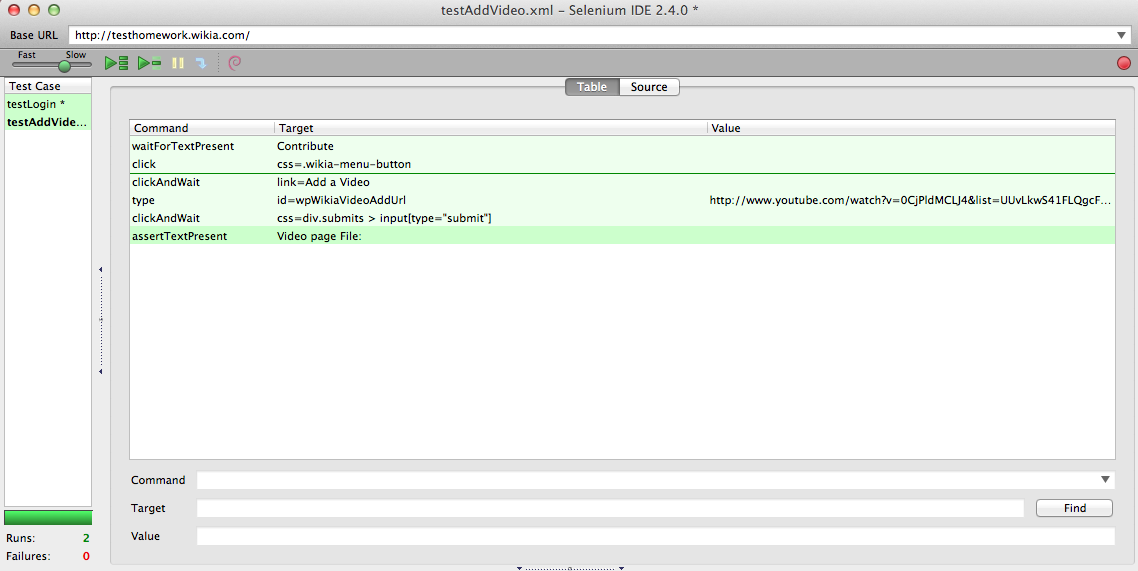 testAddVideo.xml – Selenium IDE 2.4.0 *
Base URL http://testhomework.wikia.com/
Fast Slow
Test Case
testLogin *
testAddVide...
Table Source
Command Target Value
waitForTextPresent Contribute
click css=.wikia-menu-button
clickAndWait link=Add a Video
type id=wpWikiaVideoAddUrl http://www.youtube.com/watch?v=0CjPldMCLJ4&list=UUvLkwS41FLQgcF...
clickAndWait css=div.submits > input[type="submit"]
assertTextPresent Video page File:
Command
Target Find
Value
Runs: 2
Failures: 0